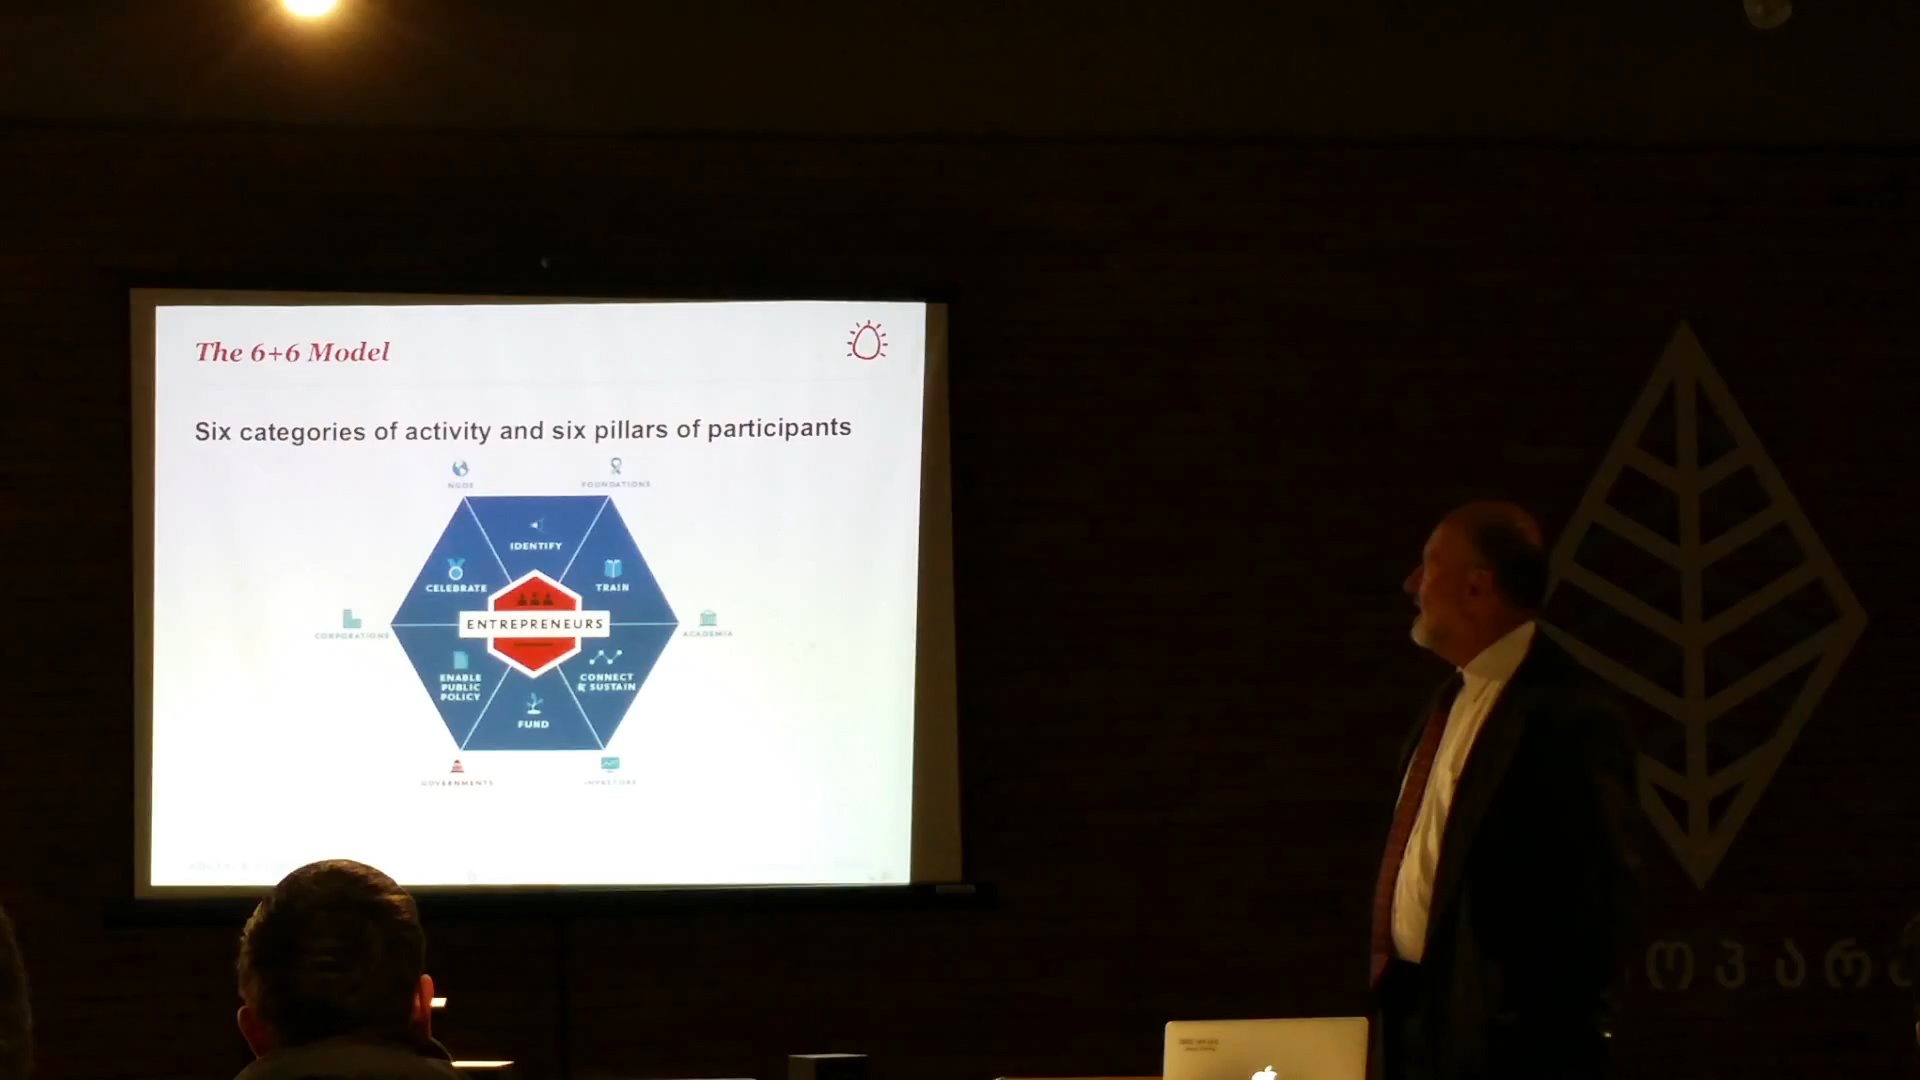 The 6+6 Model
Six categories of activity and six pillars of participants
NGOS
FOUNDATIONS
IDENTIFY
CELEBRATE
TRAIN
ENTREPRENEURS
CORPORATIONS
ACADEMIA
ENABLE
PUBLIC
POLICY
CONNECT
& SUSTAIN
FUND
GOVERNMENTS
INVESTORS
ოპარ